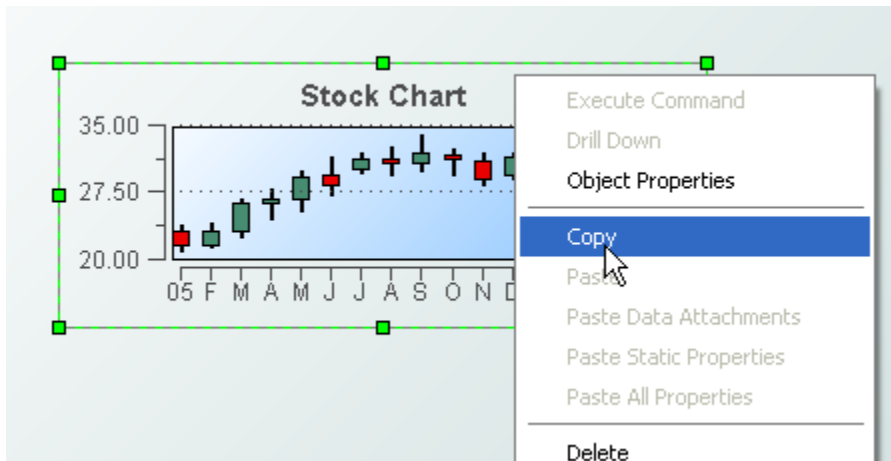 Stock Chart
35.00
27.50
20.00
05 F M A M J J A S O N
Execute Command
Drill Down
Object Properties
Copy
Paste
Paste Data Attachments
Paste Static Properties
Paste All Properties
Delete